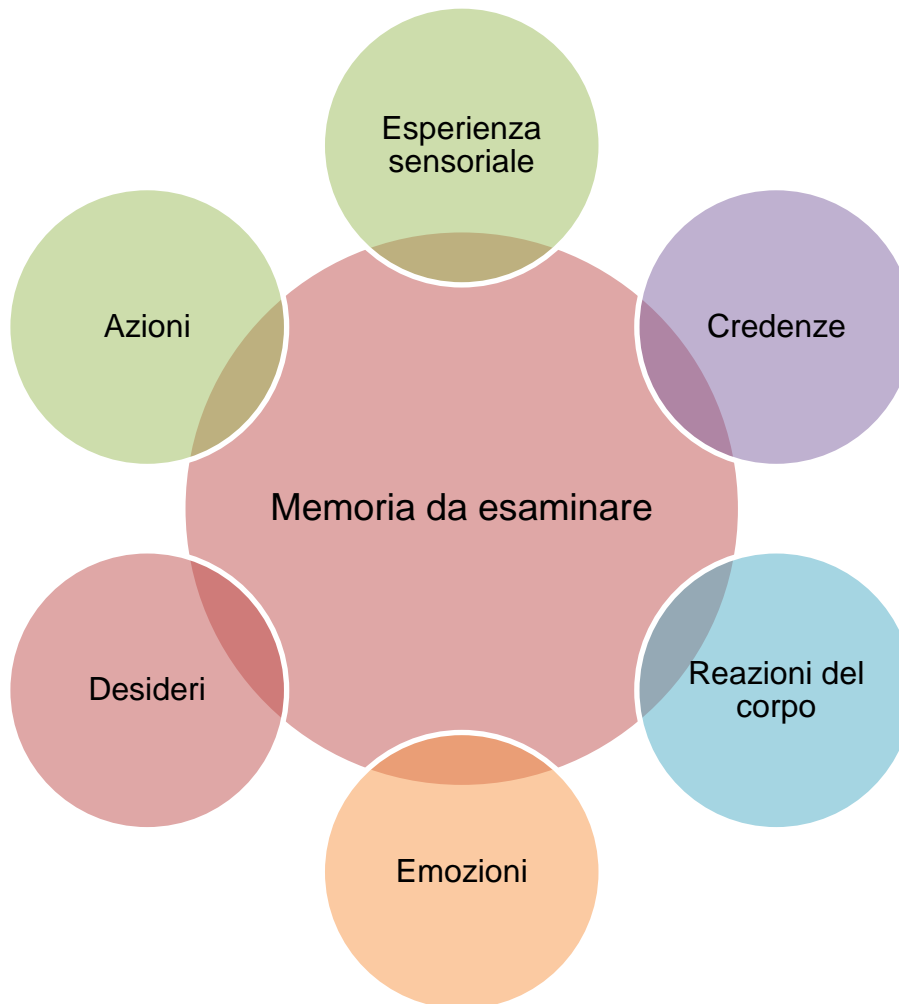 Esperienza
sensoriale
Azioni
Credenze
Memoria da esaminare
Desideri
Reazioni del
corpo
Emozioni